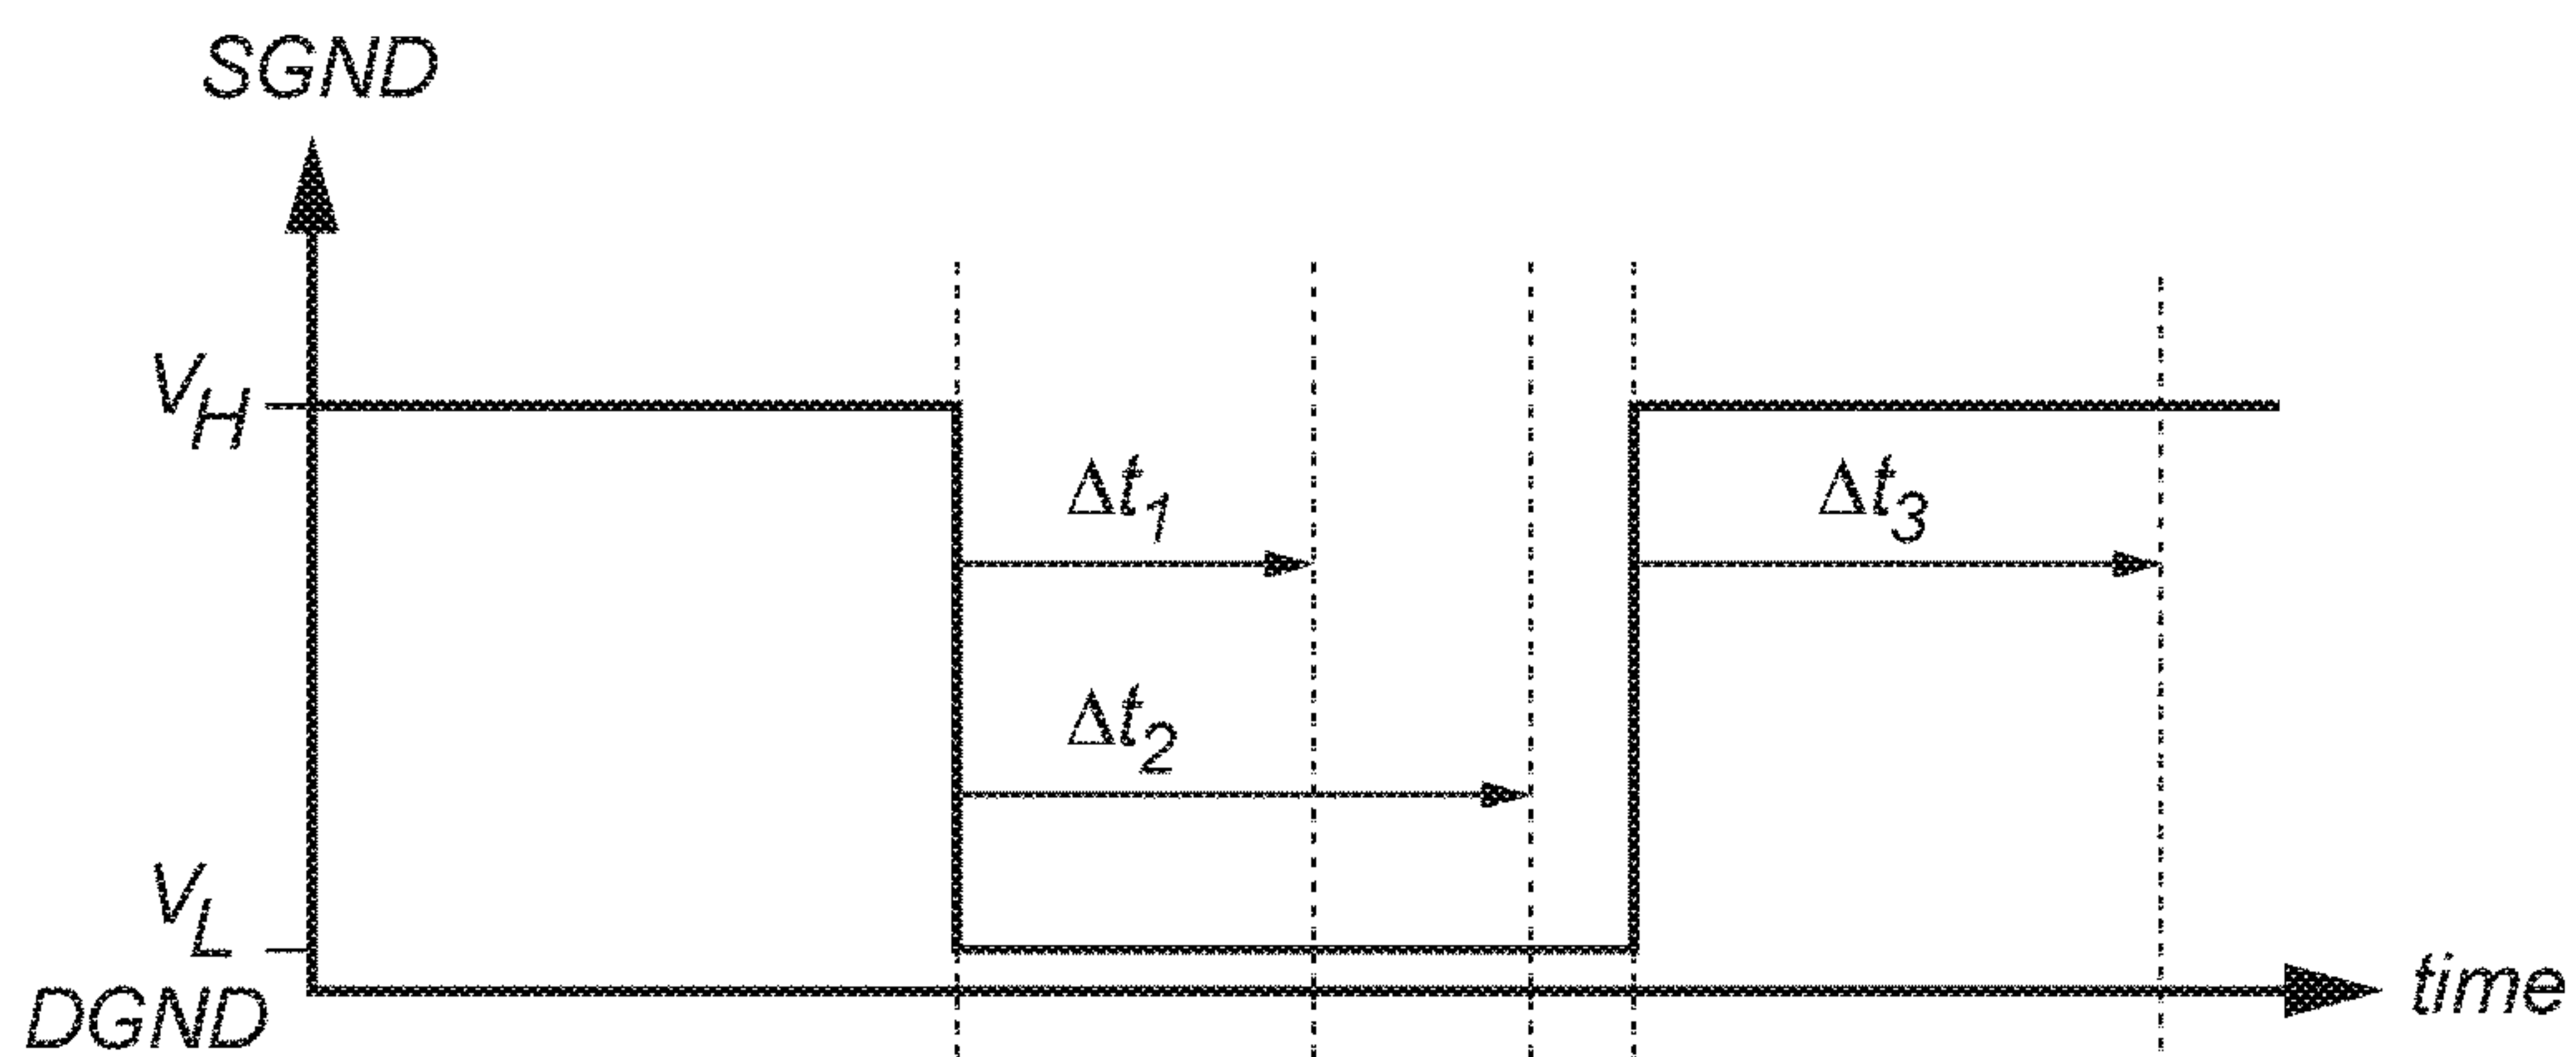 SGND
V_H
Δt_1
Δt_3
Δt_2
V_L
DGND
time